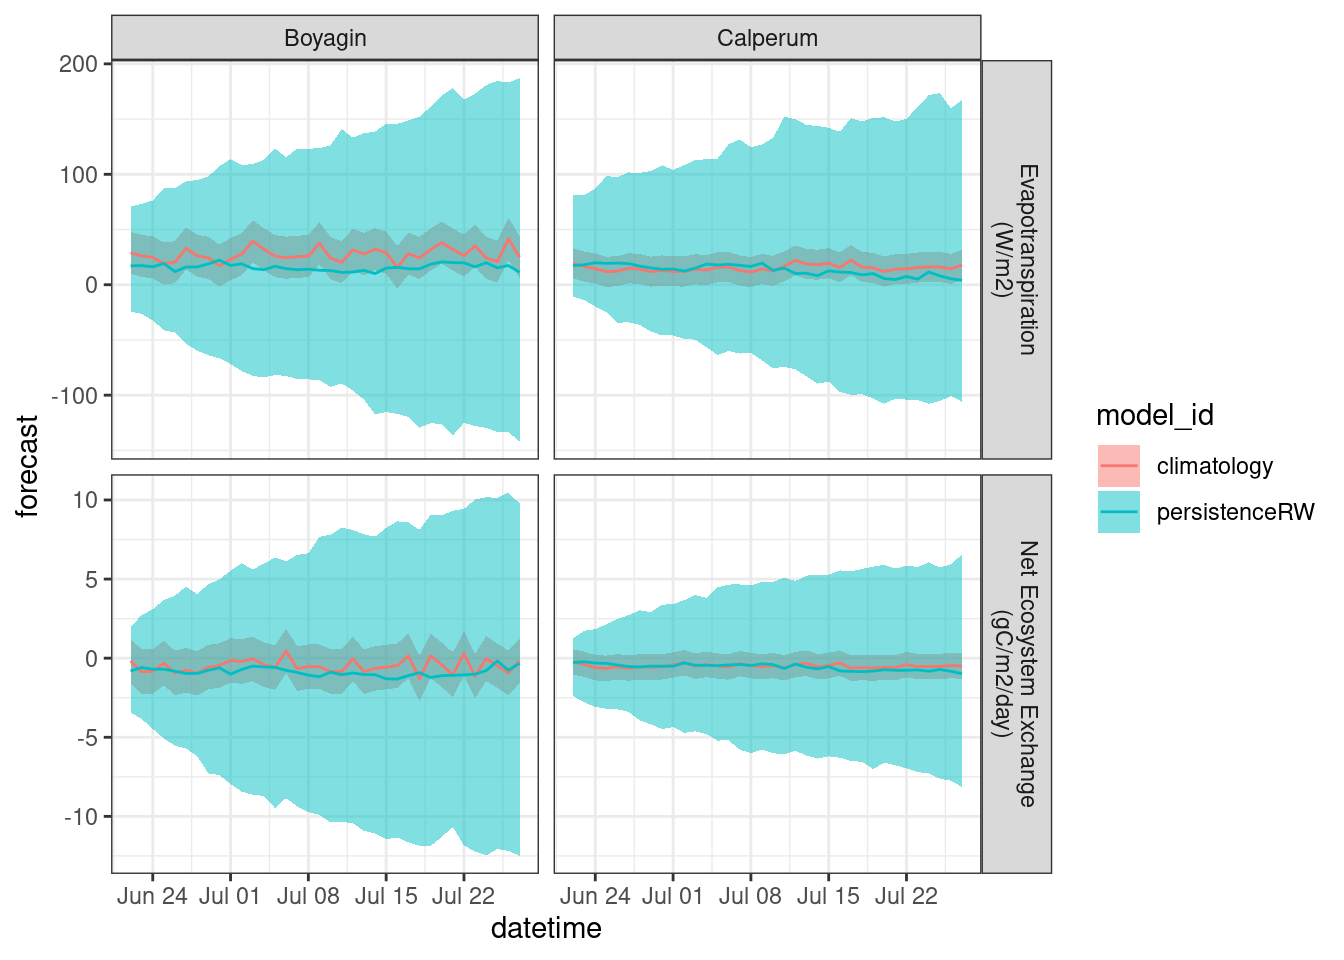 Boyagin
Calperum
200
100
0
-100
Evapotranspiration
(W/m2)
10
5
0
-5
-10
Net Ecosystem Exchange
(gC/m2/day)
forecast
Jun 24 Jul 01 Jul 08 Jul 15 Jul 22
Jun 24 Jul 01 Jul 08 Jul 15 Jul 22
datetime
model_id
climatology
persistenceRW